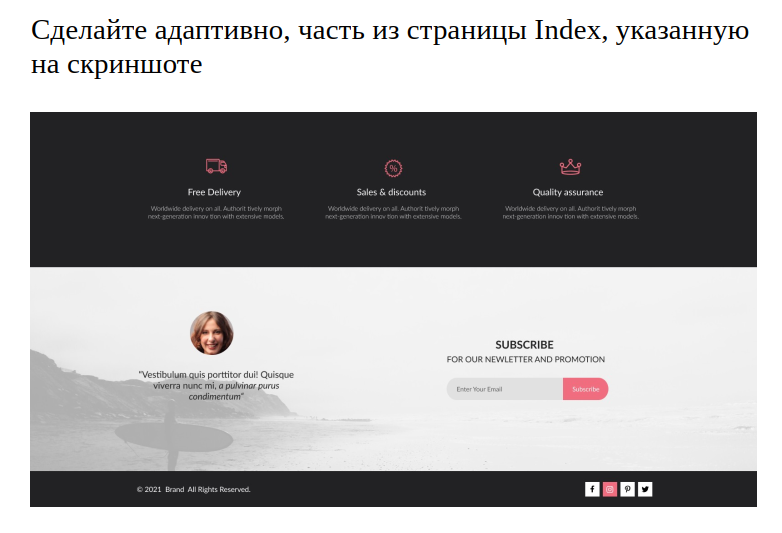 Сделайте адаптивно, часть из страницы Index, указанную
на скриншоте
%
Free Delivery
Sales & discounts
Quality assurance
Worldwide delivery on all. Authorit tively morph
next-generation innov tion with extensive models.
Worldwide delivery on all. Authorit tively morph
next-generation innov tion with extensive models.
Worldwide delivery on all. Authorit tively morph
next-generation innov tion with extensive models.
“Vestibulum quis porttitor dui! Quisque
viverra nunc mi, a pulvinar purus
condimentum”
SUBSCRIBE
FOR OUR NEWLETTER AND PROMOTION
Enter Your Email
Subscribe
© 2021 Brand All Rights Reserved.